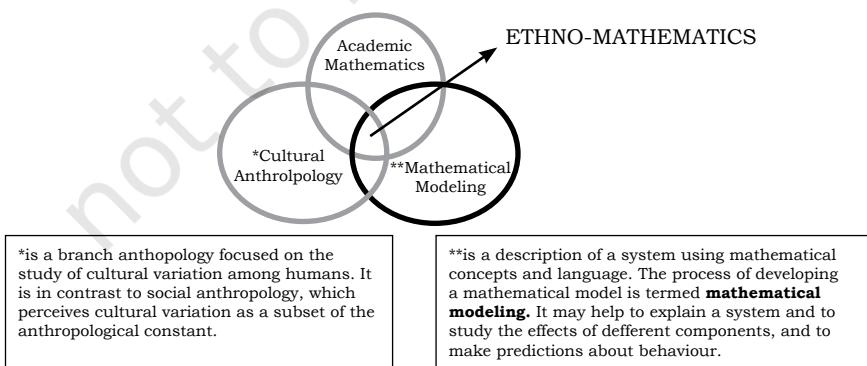 ETHNO-MATHEMATICS
Academic
Mathematics
*Cultural
Anthrolpology
**Mathematical
Modeling
*is a branch anthopology focused on the
study of cultural variation among humans. It
is in contrast to social anthropology, which
perceives cultural variation as a subset of the
anthropological constant.
**is a description of a system using mathematical
concepts and language. The process of developing
a mathematical model is termed mathematical
modeling. It may help to explain a system and to
study the effects of defferent components, and to
make predictions about behaviour.
not to